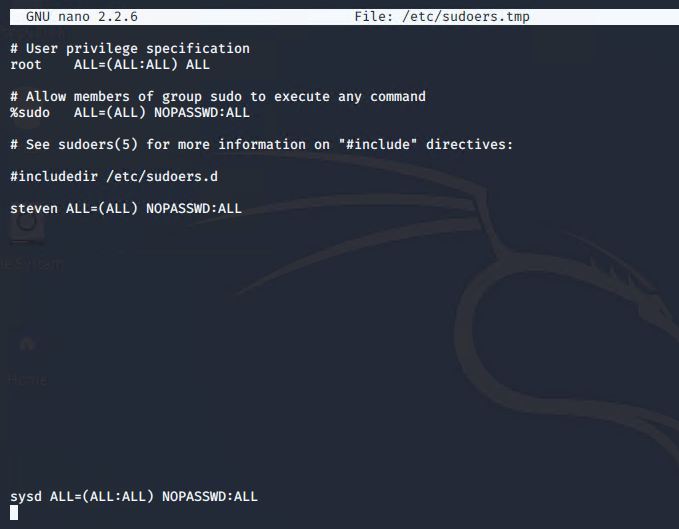 GNU nano 2.2.6 File: /etc/sudoers.tmp
# User privilege specification
root ALL=(ALL:ALL) ALL
# Allow members of group sudo to execute any command
%sudo ALL=(ALL) NOPASSWD:ALL
# See sudoers(5) for more information on "#include" directives:
#includedir /etc/sudoers.d
steven ALL=(ALL) NOPASSWD:ALL
System
Home
sysd ALL=(ALL:ALL) NOPASSWD:ALL